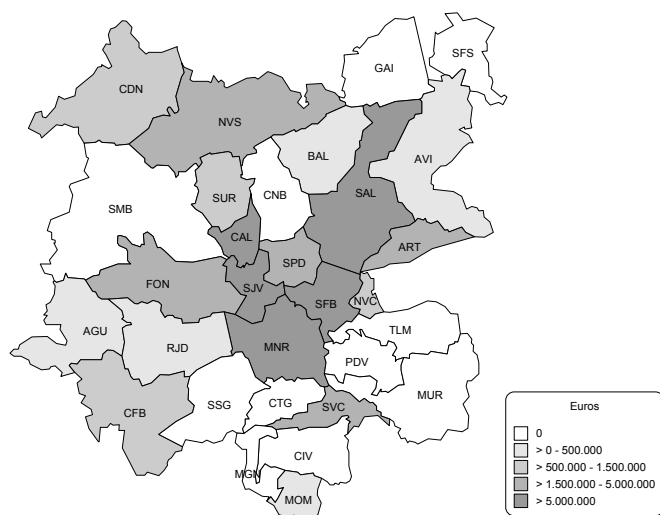 SFS
GAI
CDN
NVS
BAL
AVI
SAL
SUR
CNB
SMB
CAL
ART
SPD
FON
SJV
SFB
NVC
AGU
RJD
MNR
TLM
PDV
MUR
SSG
CTG
SVC
CFB
CIV
MGN
MOM
Euros
0
> 0 - 500.000
> 500.000 - 1.500.000
> 1.500.000 - 5.000.000
> 5.000.000